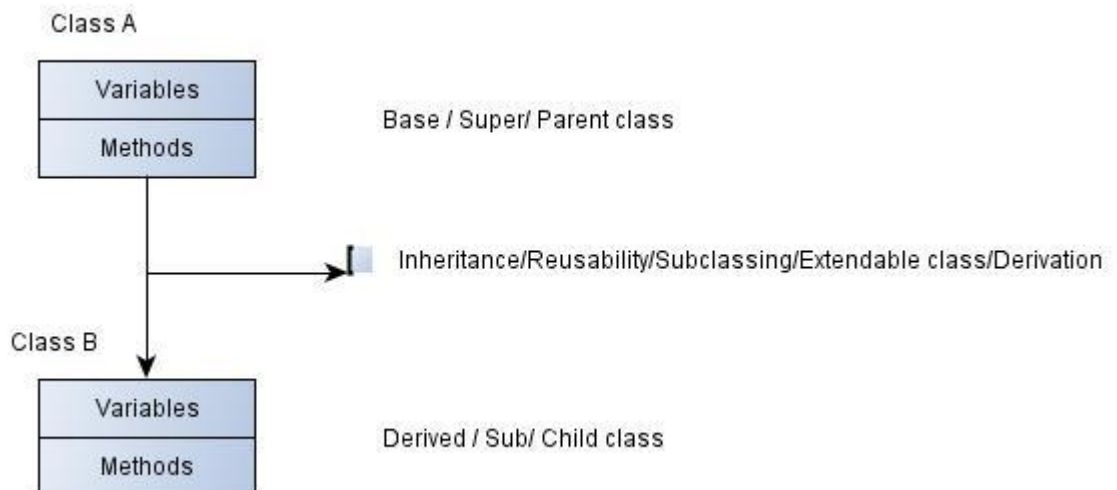 Class A
Variables
Base / Super/ Parent class
Methods
Inheritance/Reusability/Subclassing/Extendable class/Derivation
Class B
Variables
Derived / Sub/ Child class
Methods